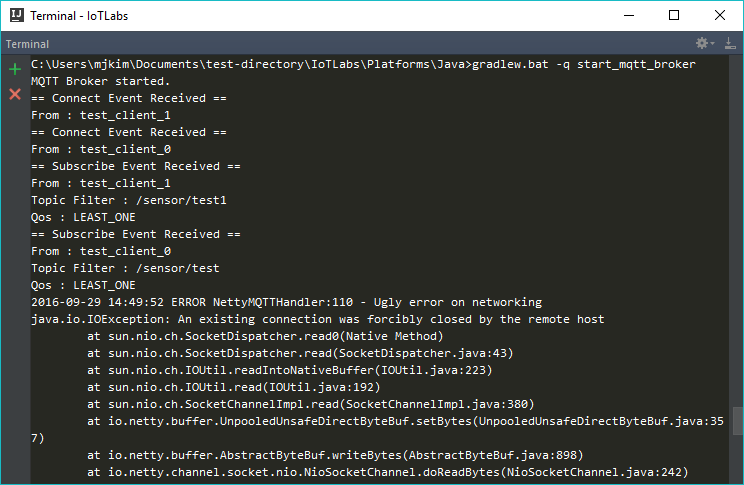 Terminal - IoTLabs
Terminal
C:\Users\mjkim\Documents\test-directory\IoTLabs\Platforms\Java>gradlew.bat -q start_mqtt_broker
MQTT Broker started.
== Connect Event Received ==
From : test_client_1
== Connect Event Received ==
From : test_client_0
== Subscribe Event Received ==
From : test_client_1
Topic Filter : /sensor/test1
Qos : LEAST_ONE
== Subscribe Event Received ==
From : test_client_0
Topic Filter : /sensor/test
Qos : LEAST_ONE
2016-09-29 14:49:52 ERROR NettyMQTTHandler:110 - Ugly error on networking
java.io.IOException: An existing connection was forcibly closed by the remote host
        at sun.nio.ch.SocketDispatcher.read0(Native Method)
        at sun.nio.ch.SocketDispatcher.read(SocketDispatcher.java:43)
        at sun.nio.ch.IOUtil.readIntoNativeBuffer(IOUtil.java:223)
        at sun.nio.ch.IOUtil.read(IOUtil.java:192)
        at sun.nio.ch.SocketChannelImpl.read(SocketChannelImpl.java:380)
        at io.netty.buffer.UnpooledUnsafeDirectByteBuf.setBytes(UnpooledUnsafeDirectByteBuf.java:35
7)
        at io.netty.buffer.AbstractByteBuf.writeBytes(AbstractByteBuf.java:898)
        at io.netty.channel.socket.nio.NioSocketChannel.doReadBytes(NioSocketChannel.java:242)